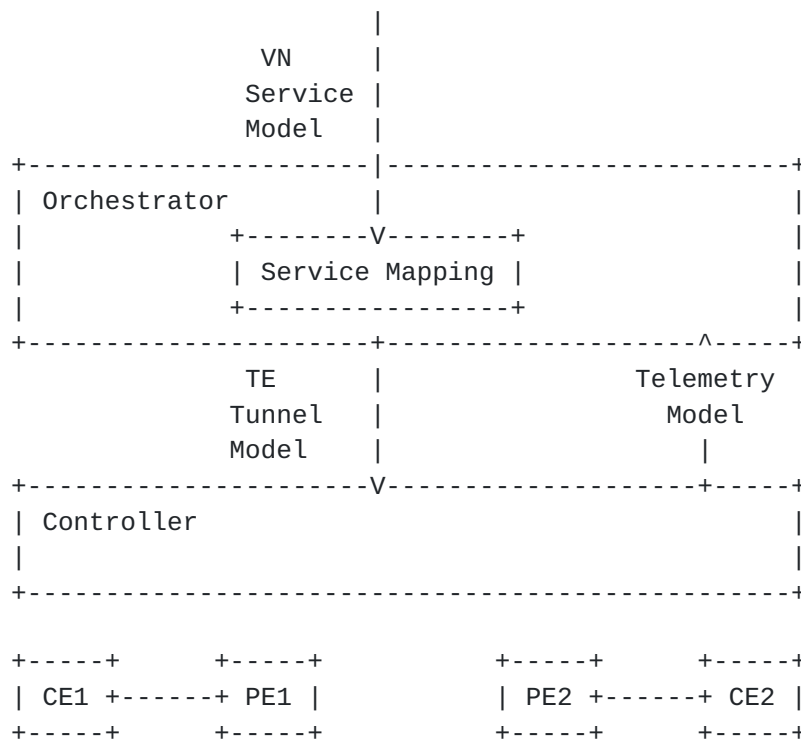 VN
Service
Model
Orchestrator
Service Mapping
TE Telemetry
Tunnel Model
Model
Controller
CE1 PE1 PE2 CE2